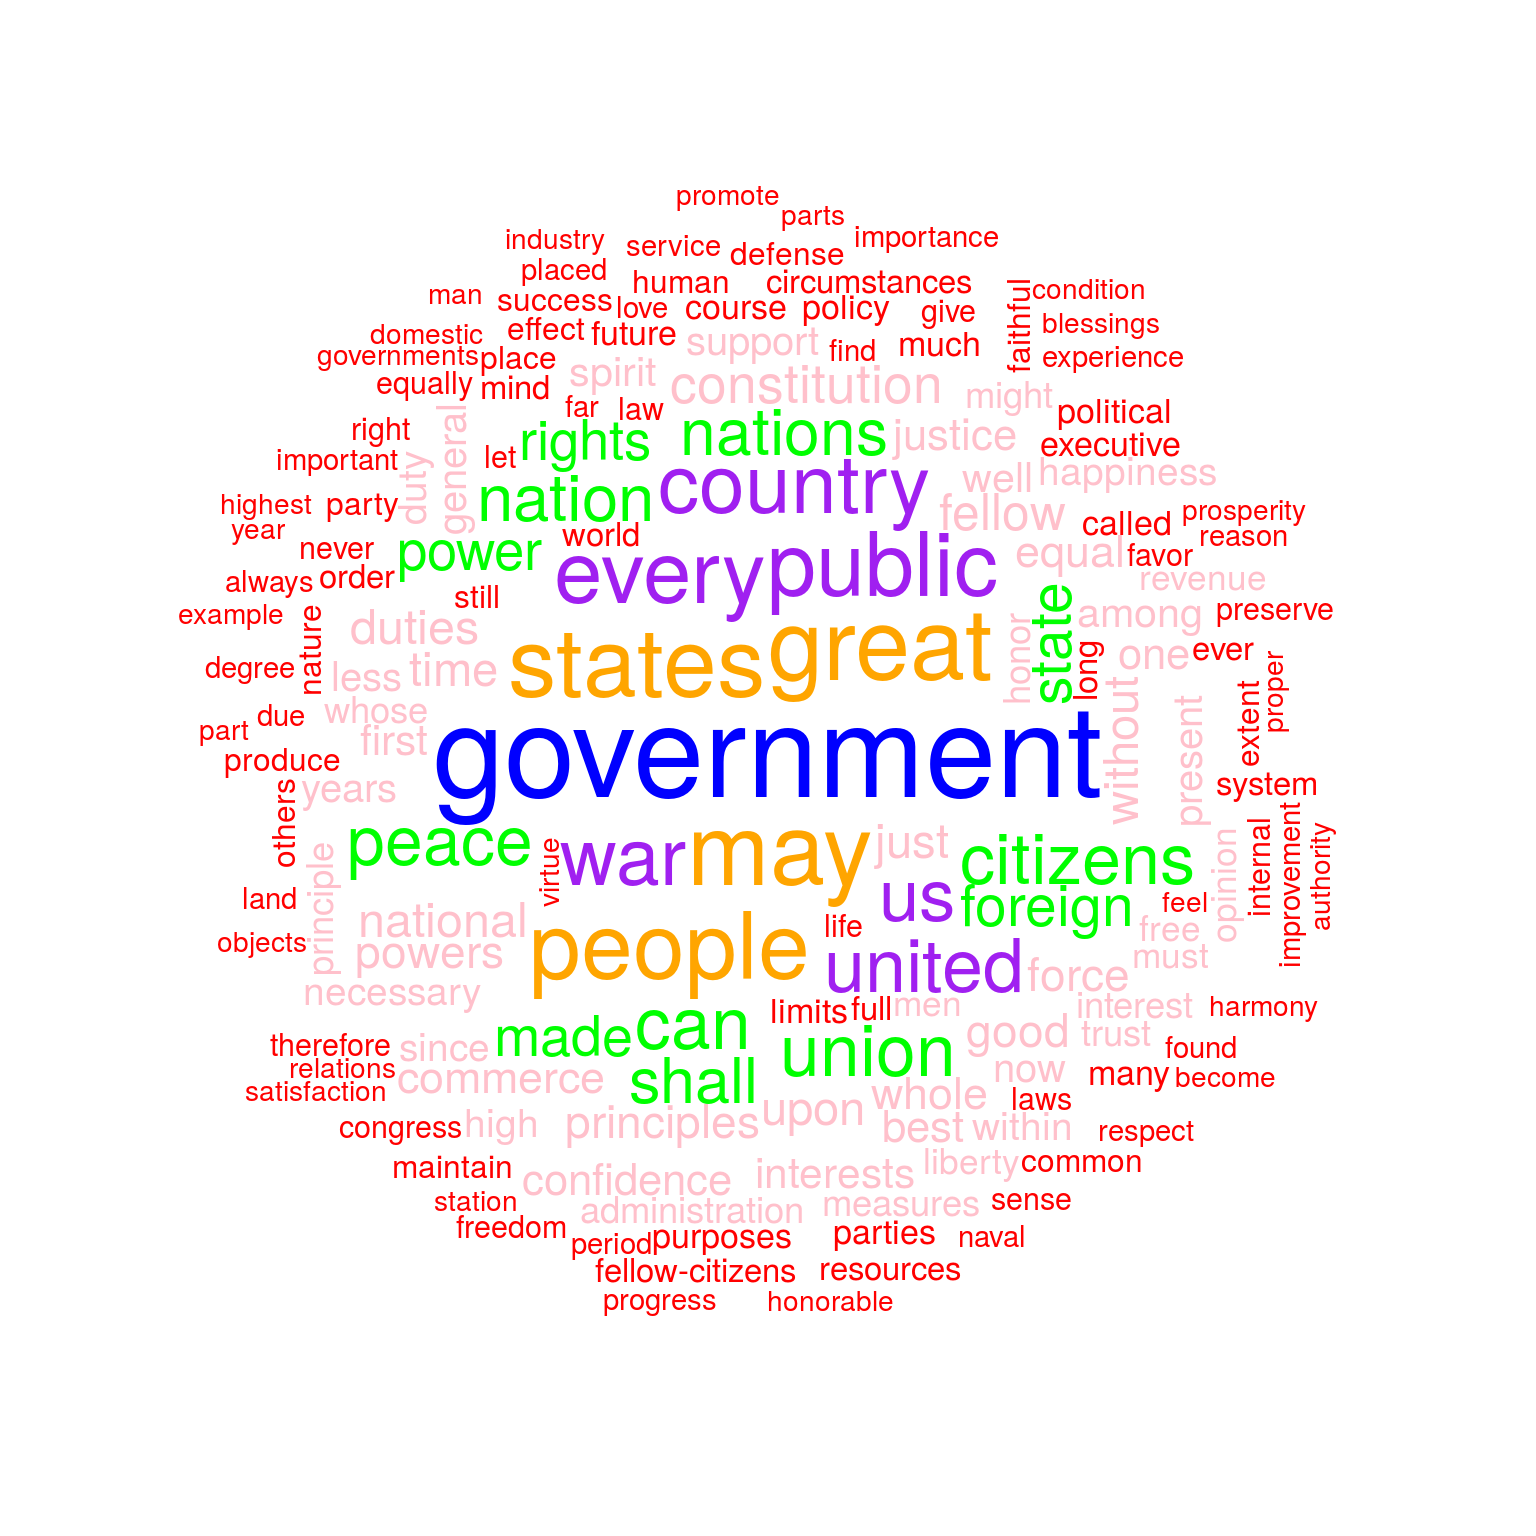 promote
parts
industry service defense importance
placed human circumstances
man success love course policy give faithful condition
domestic effect future support find much blessings
governments place spirit constitution experience
equally mind far law might political
right general rights nations justice executive
important duty let nation country well happiness
highest party power world fellow called prosperity
year never every public equal favor reason
always order still revenue
example nature duties states great honor state among preserve
degree less time long one ever
part due whose first without present extent proper
produce years government system
others peace virtue war may just citizens opinion internal improvement authority
land principle national us foreign feel
objects powers people life free
necessary united force must
limits full men interest harmony
therefore since made can union good trust found
relations commerce shall now many become
satisfaction whole laws
congress high principles upon best within respect
maintain confidence interests liberty common
station administration measures sense
freedom period purposes parties naval
fellow-citizens resources
progress honorable